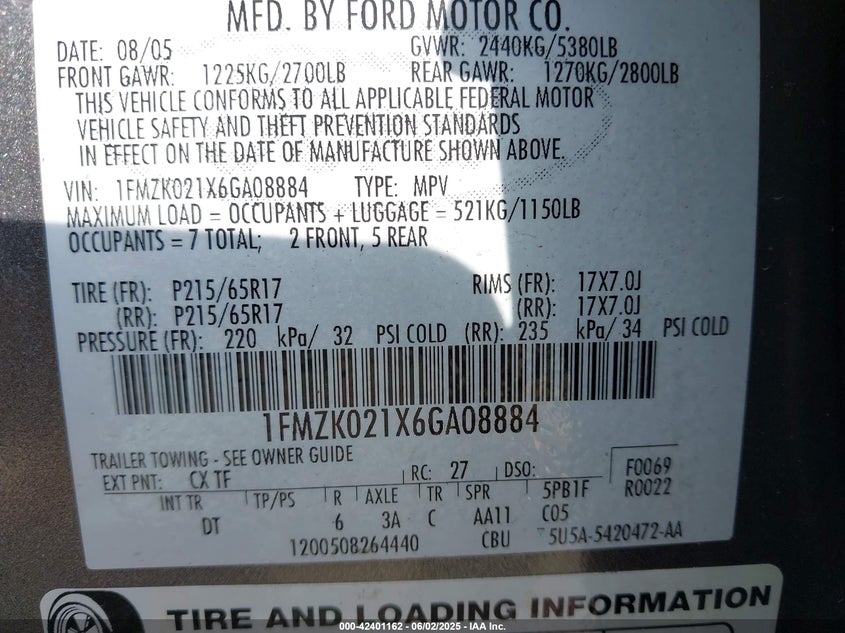 MFD. BY FORD MOTOR CO.
DATE: 08/05 GVWR: 2440KG/5380LB
FRONT GAWR: 1225KG/2700LB REAR GAWR: 1270KG/2800LB
THIS VEHICLE CONFORMS TO ALL APPLICABLE FEDERAL MOTOR
VEHICLE SAFETY AND THEFT PREVENTION STANDARDS
IN EFFECT ON THE DATE OF MANUFACTURE SHOWN ABOVE.
VIN: 1FMZK021X6GA08884 TYPE: MPV
MAXIMUM LOAD = OCCUPANTS + LUGGAGE = 521KG/1150LB
OCCUPANTS = 7 TOTAL; 2 FRONT, 5 REAR
TIRE (FR): P215/65R17 RIMS (FR): 17X7.0J
(RR): P215/65R17 (RR): 17X7.0J
PRESSURE (FR): 220 kPa/ 32 PSI COLD (RR): 235 kPa/ 34 PSI COLD
1FMZK021X6GA08884
TRAILER TOWING - SEE OWNER GUIDE
EXT PNT: CX TF RC: 27 DSO: F0069
INT TR TP/PS R AXLE TR SPR 5PB1F R0022
DT 6 3A C AA11 C05
1200508264440 CBU 5U5A-5420472-AA
TIRE AND LOADING INFORMATION
000-42401162 - 06/02/2025 - IAA Inc.